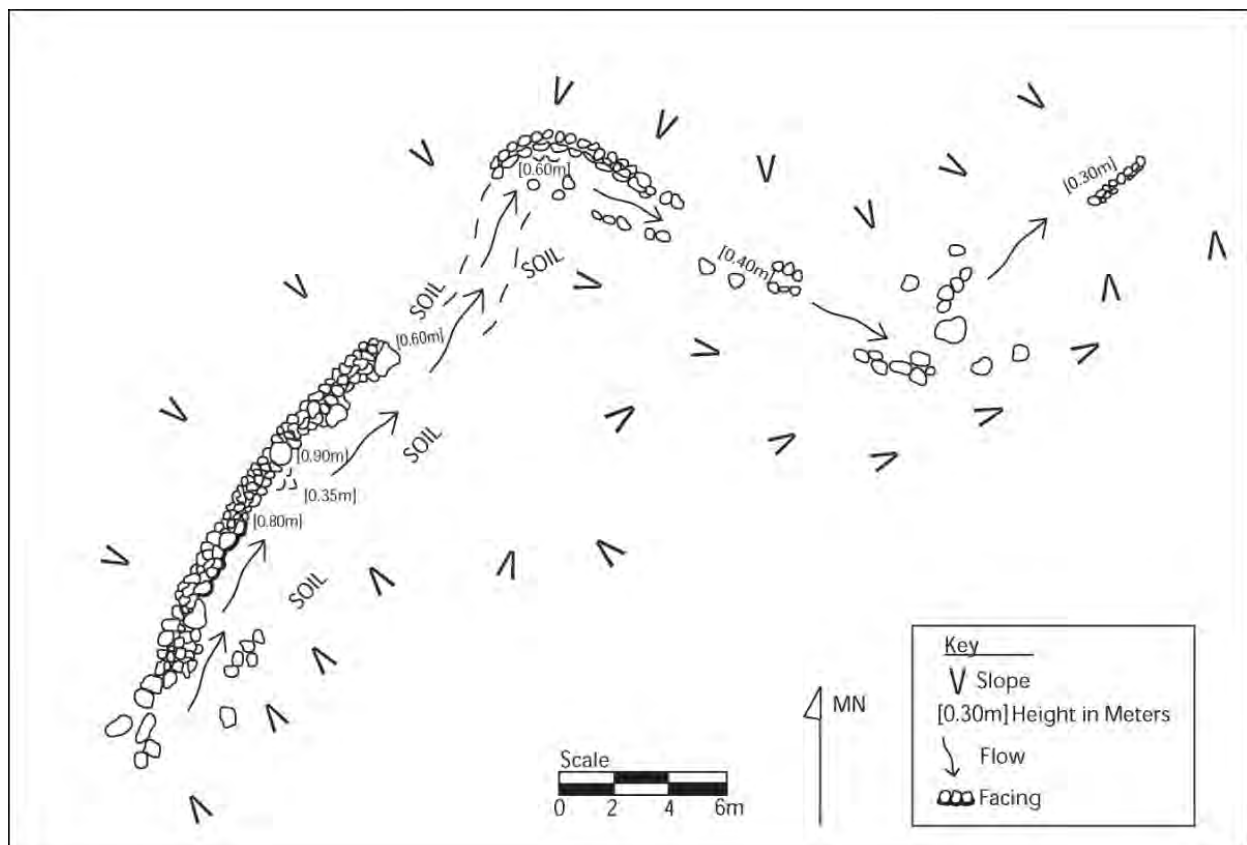 [0.60m]
[0.30m]
SOIL
[0.40m]
SOIL
[0.60m]
SOIL
[0.90m]
[0.35m]
[0.80m]
SOIL
Key
Slope
[0.30m] Height in Meters
Flow
Facing
MN
Scale
0 2 4 6m